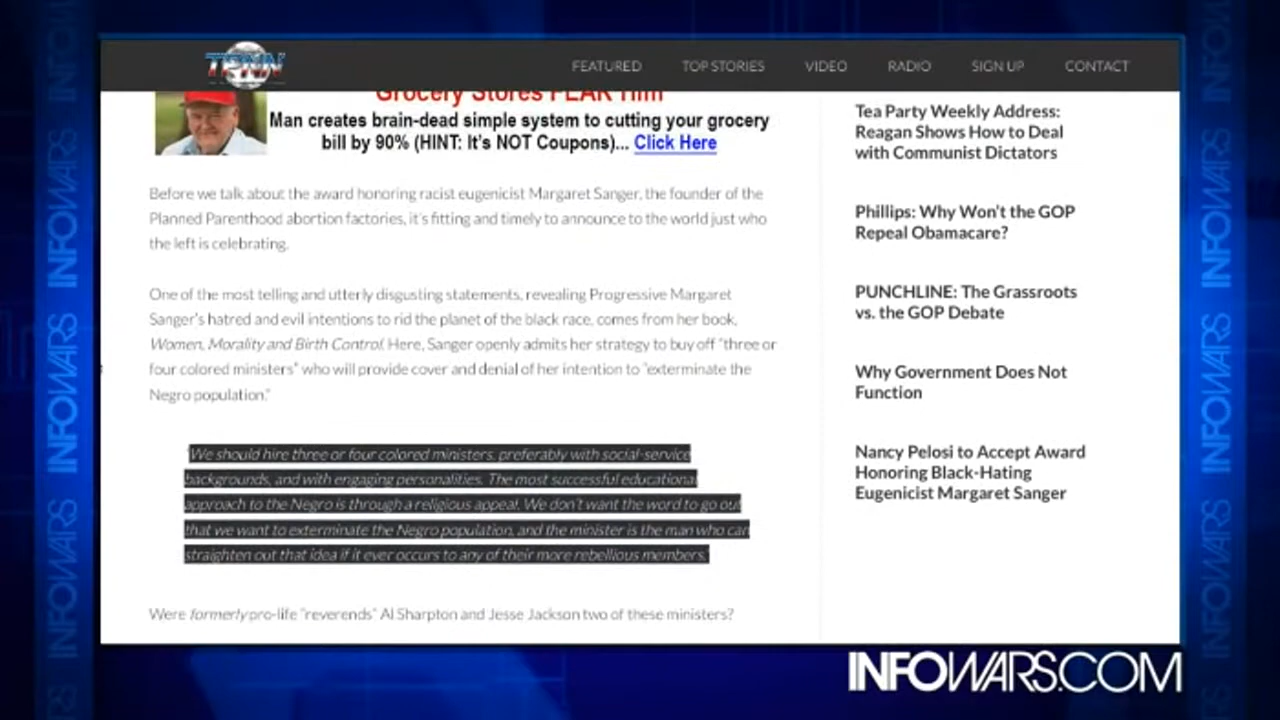 INFOWARS
TPNN
FEATURED TOP STORIES VIDEO RADIO SIGN UP CONTACT
Grocery Stores FEAR Him
Man creates brain-dead simple system to cutting your grocery
bill by 90% (HINT: It's NOT Coupons)... Click Here
Before we talk about the award honoring racist eugenicist Margaret Sanger, the founder of the
Planned Parenthood abortion factories, it's fitting and timely to announce to the world just who
the left is celebrating.
One of the most telling and utterly disgusting statements, revealing Progressive Margaret
Sanger's hatred and evil intentions to rid the planet of the black race, comes from her book,
Women, Morality and Birth Control. Here, Sanger openly admits her strategy to buy off "three or
four colored ministers" who will provide cover and denial of her intention to "exterminate the
Negro population."
"We should hire three or four colored ministers, preferably with social-service
backgrounds, and with engaging personalities. The most successful educational
approach to the Negro is through a religious appeal. We don't want the word to go out
that we want to exterminate the Negro population, and the minister is the man who can
straighten out that idea if it ever occurs to any of their more rebellious members."
Were formerly pro-life "reverends" Al Sharpton and Jesse Jackson two of these ministers?
Tea Party Weekly Address:
Reagan Shows How to Deal
with Communist Dictators
Phillips: Why Won't the GOP
Repeal Obamacare?
PUNCHLINE: The Grassroots
vs. the GOP Debate
Why Government Does Not
Function
Nancy Pelosi to Accept Award
Honoring Black-Hating
Eugenicist Margaret Sanger
INFOWARS
INFOWARS.COM